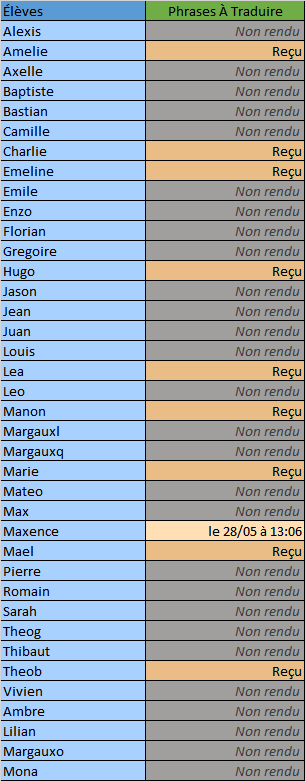 Élèves Phrases À Traduire
Alexis Non rendu
Amelie Reçu
Axelle Non rendu
Baptiste Non rendu
Bastian Non rendu
Camille Non rendu
Charlie Reçu
Emeline Reçu
Emile Non rendu
Enzo Non rendu
Florian Non rendu
Gregoire Non rendu
Hugo Reçu
Jason Non rendu
Jean Non rendu
Juan Non rendu
Louis Non rendu
Lea Reçu
Leo Non rendu
Manon Reçu
Margauxl Non rendu
Margauxq Non rendu
Marie Reçu
Mateo Non rendu
Max Non rendu
Maxence le 28/05 à 13:06
Mael Reçu
Pierre Non rendu
Romain Non rendu
Sarah Non rendu
Theog Non rendu
Thibaut Non rendu
Theob Reçu
Vivien Non rendu
Ambre Non rendu
Lilian Non rendu
Margauxo Non rendu
Mona Non rendu